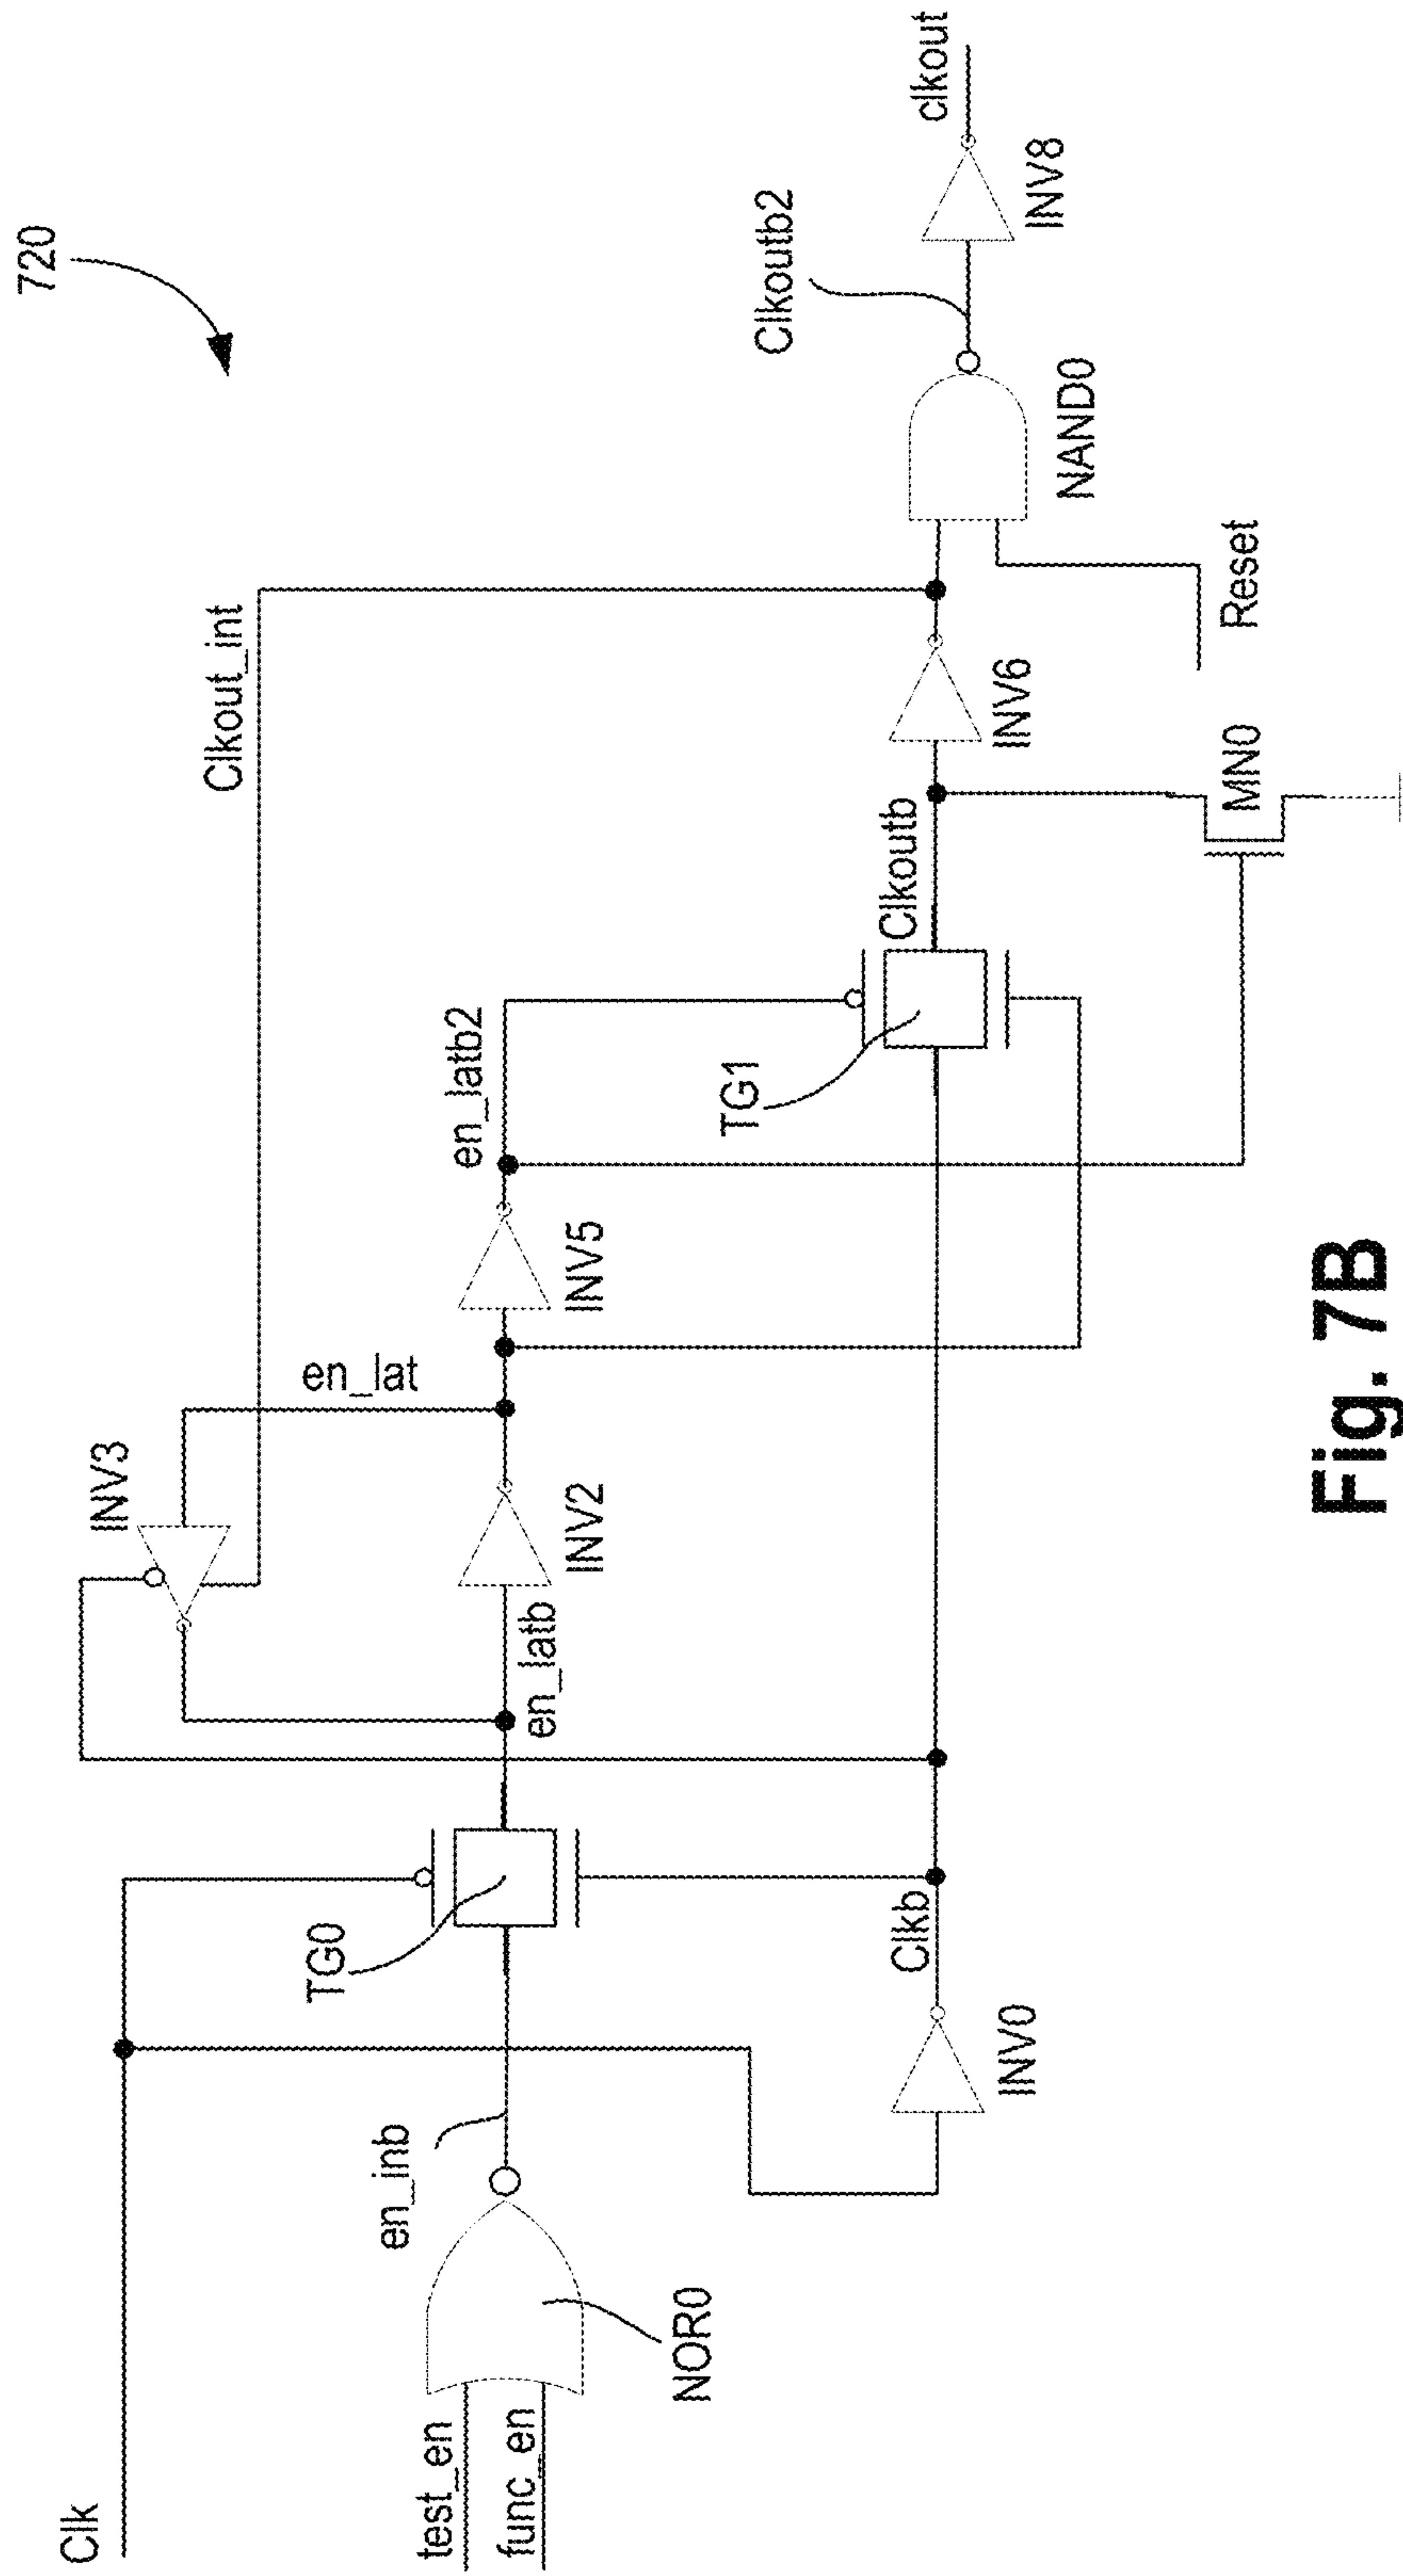 720
Clk
test_en
func_en
NOR0
en_inb
TG0
INV0
Clkb
en_latb
INV3
INV2
en_lat
INV5
en_latb2
TG1
Clkout_int
Clkoutb
INV6
MN0
Reset
NAND0
Clkoutb2
INV8
clkout
Fig. 7B